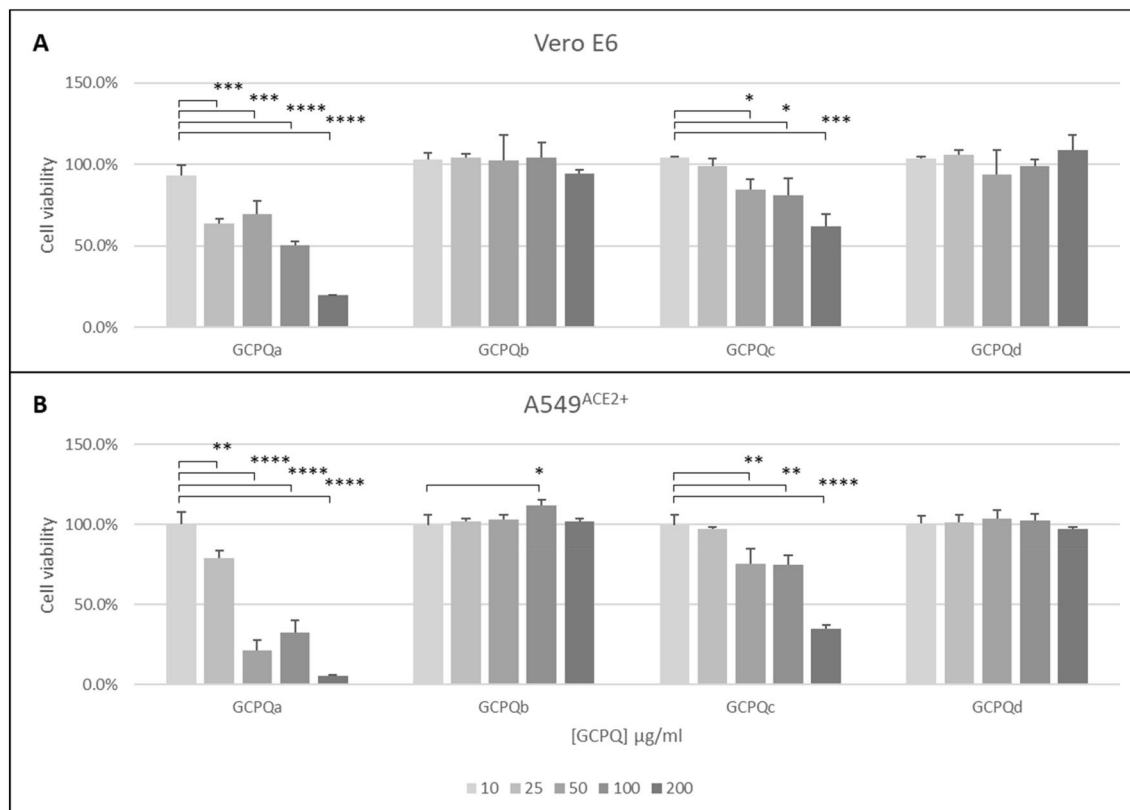 A
Vero E6
150.0%
100.0%
50.0%
0.0%
Cell viability
***
***
****
****
*
*
***
GCPQa GCPQb GCPQc GCPQd
B
A549ACE2+
150.0%
100.0%
50.0%
0.0%
Cell viability
**
****
****
****
*
**
**
****
GCPQa GCPQb GCPQc GCPQd
[GCPQ] µg/ml
10 25 50 100 200